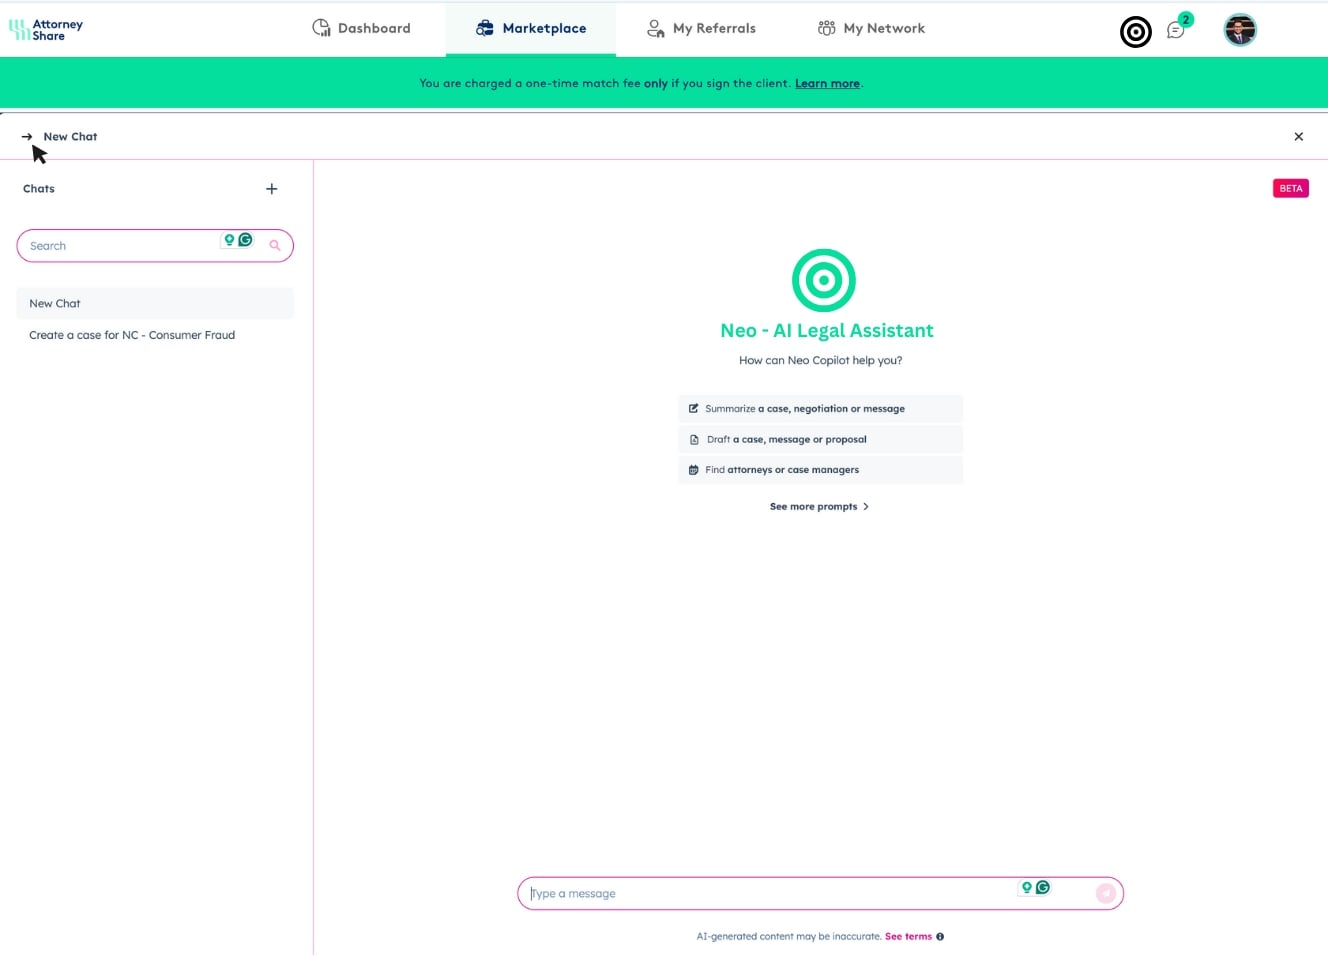 Attorney
Share
Dashboard
Marketplace
My Referrals
My Network
2
You are charged a one-time match fee only if you sign the client. Learn more.
New Chat
Chats
BETA
Search
New Chat
Create a case for NC - Consumer Fraud
Neo - AI Legal Assistant
How can Neo Copilot help you?
Summarize a case, negotiation or message
Draft a case, message or proposal
Find attorneys or case managers
See more prompts
Type a message
AI-generated content may be inaccurate. See terms